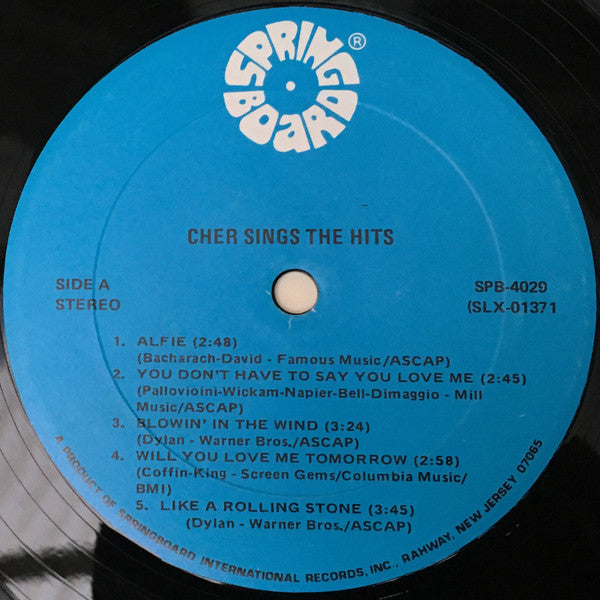 SPRING
BOARD®
CHER SINGS THE HITS
SIDE A
STEREO
SPB-4029
(SLX-01371
1. ALFIE (2:48)
(Bacharach-David - Famous Music/ASCAP)
2. YOU DON'T HAVE TO SAY YOU LOVE ME (2:45)
(Pallovioini-Wickam-Napier-Bell-Dimaggio - Mill
Music/ASCAP)
3. BLOWIN' IN THE WIND (3:24)
(Dylan - Warner Bros./ASCAP)
4. WILL YOU LOVE ME TOMORROW (2:58)
(Coffin-King - Screen Gems/Columbia Music/
BMI)
5. LIKE A ROLLING STONE (3:45)
(Dylan - Warner Bros./ASCAP)
A PRODUCT OF SPRINGBOARD INTERNATIONAL RECORDS, INC., RAHWAY, NEW JERSEY 07065